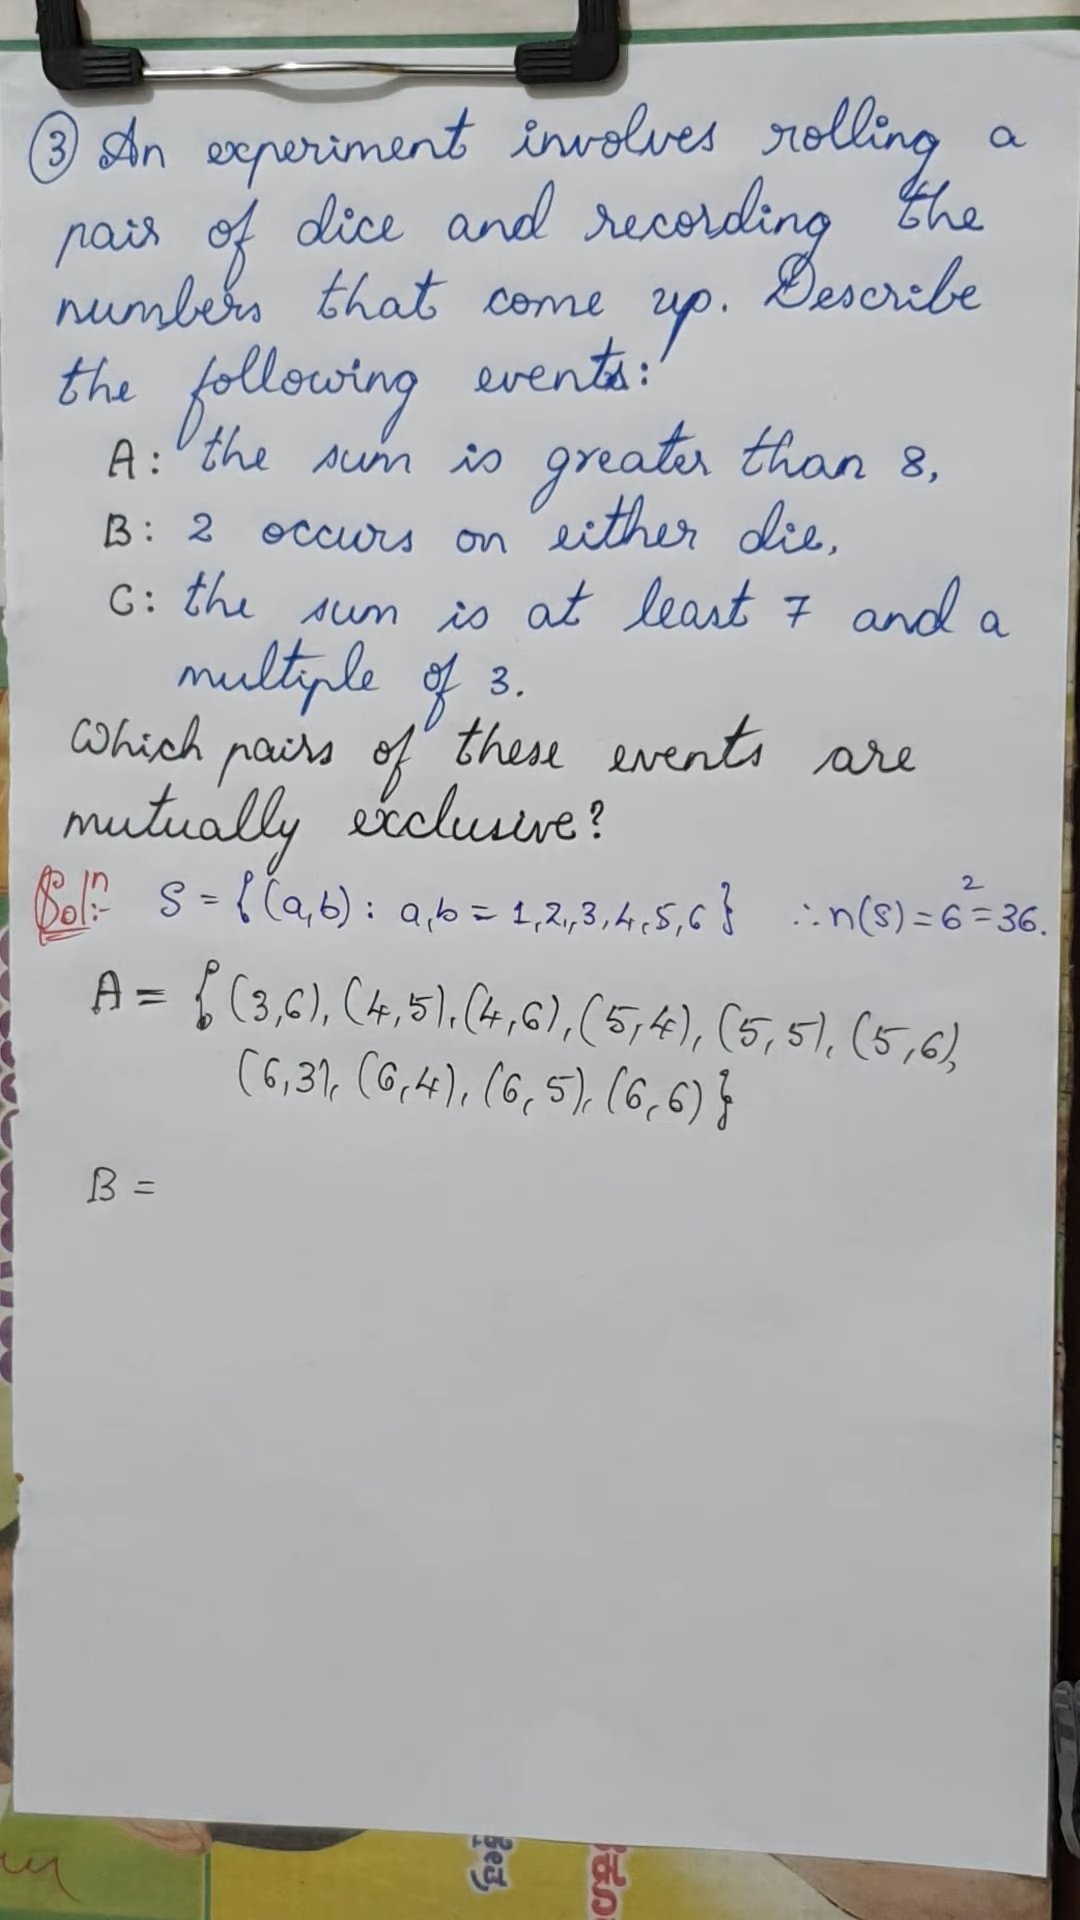 ③ An experiment involves rolling a
pair of dice and recording the
numbers that come up. Describe
the following events:
A: the sum is greater than 8,
B: 2 occurs on either die,
C: the sum is at least 7 and a
multiple of 3.
Which pairs of these events are
mutually exclusive?
Solⁿ:- S = {(a,b) : a,b = 1,2,3,4,5,6} ∴ n(S) = 6² = 36.
A = {(3,6), (4,5), (4,6), (5,4), (5,5), (5,6),
(6,3), (6,4), (6,5), (6,6)}
B =